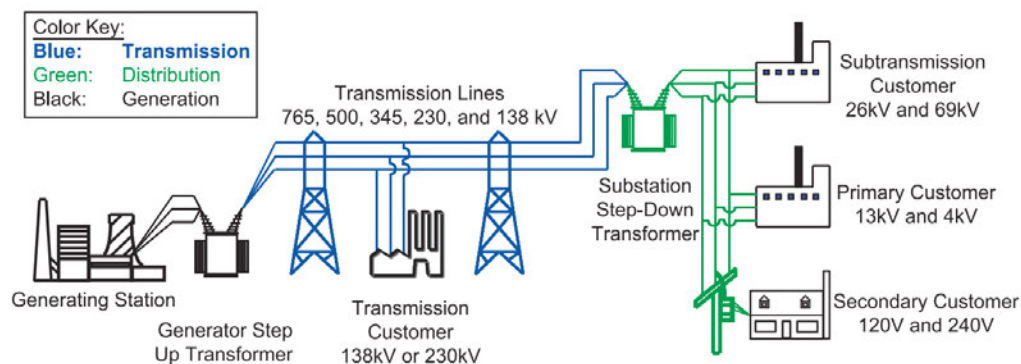 Color Key:
Blue: Transmission
Green: Distribution
Black: Generation
Transmission Lines
765, 500, 345, 230, and 138 kV
Subtransmission
Customer
26kV and 69kV
Substation
Step-Down
Transformer
Primary Customer
13kV and 4kV
Generating Station
Generator Step
Up Transformer
Transmission
Customer
138kV or 230kV
Secondary Customer
120V and 240V